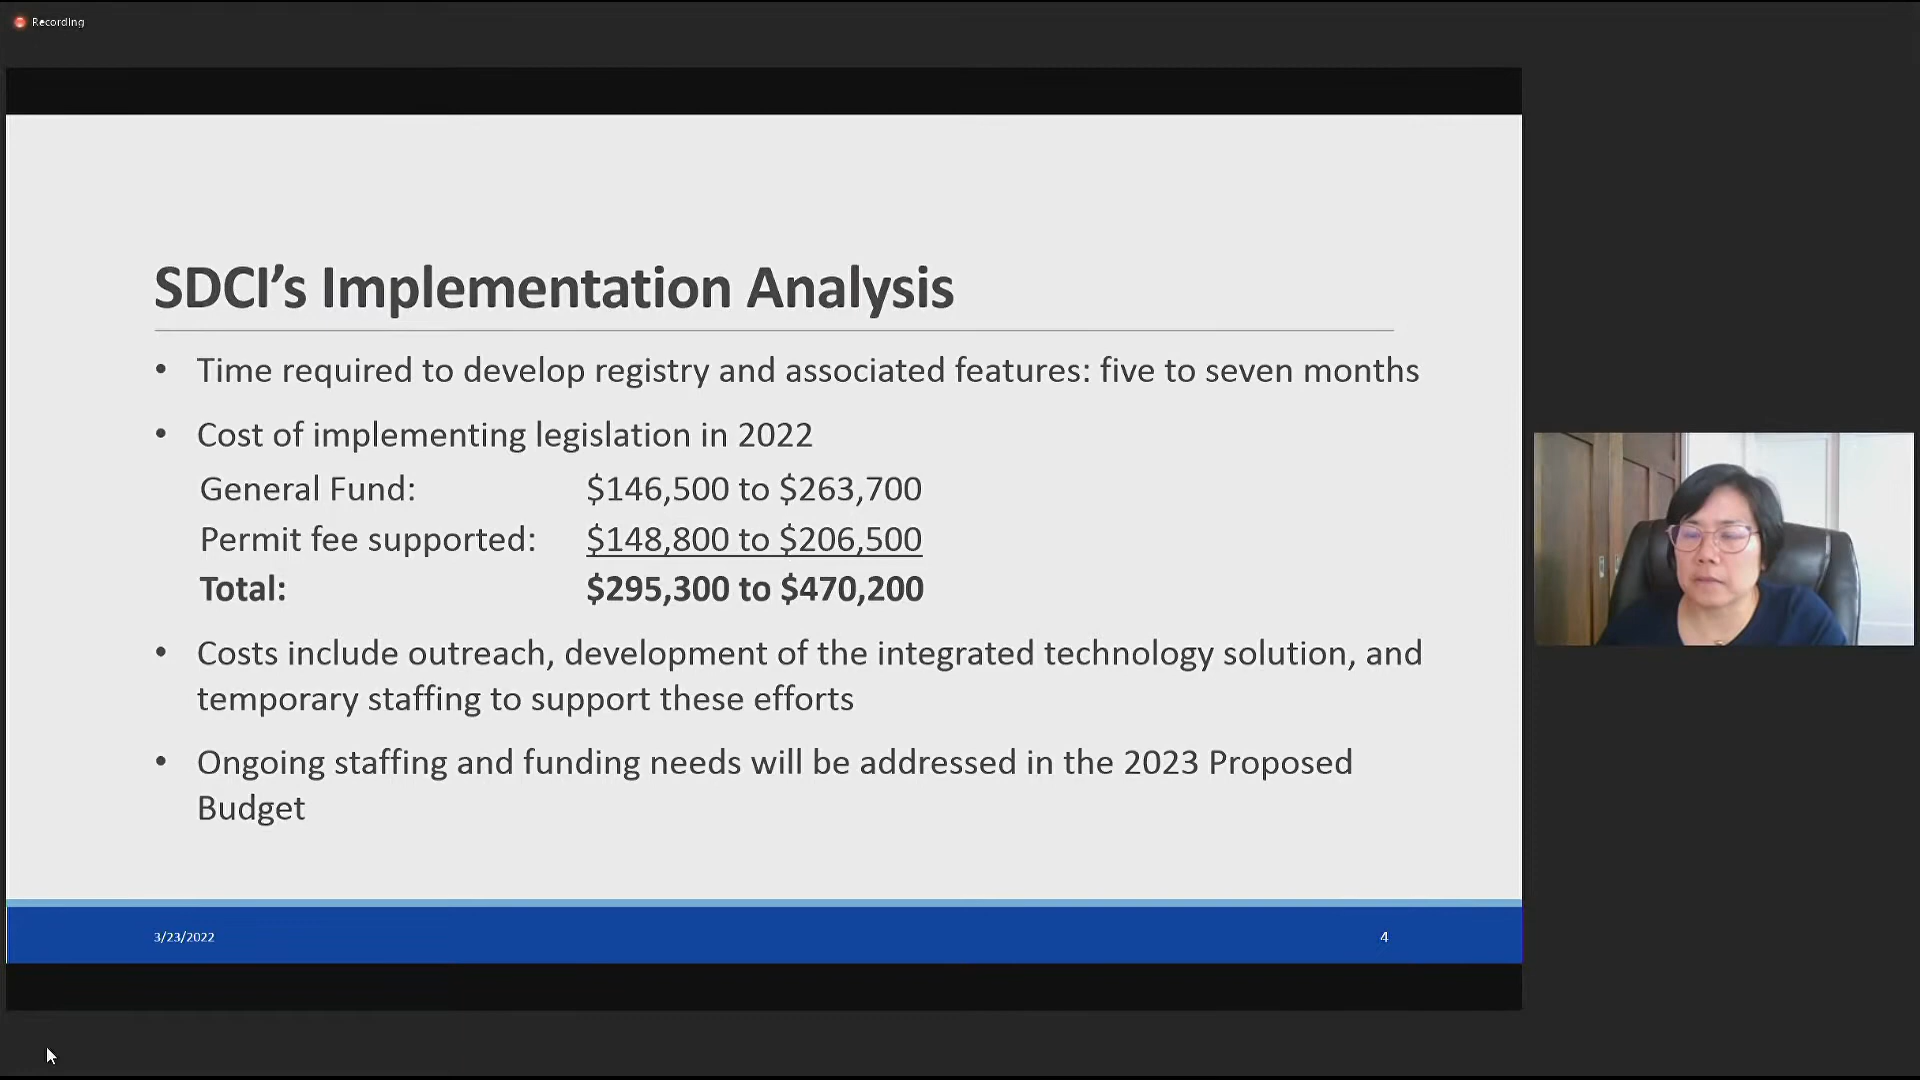 Recording
SDCI's Implementation Analysis
• Time required to develop registry and associated features: five to seven months
• Cost of implementing legislation in 2022
General Fund: $146,500 to $263,700
Permit fee supported: $148,800 to $206,500
Total: $295,300 to $470,200
• Costs include outreach, development of the integrated technology solution, and
temporary staffing to support these efforts
• Ongoing staffing and funding needs will be addressed in the 2023 Proposed
Budget
3/23/2022 4